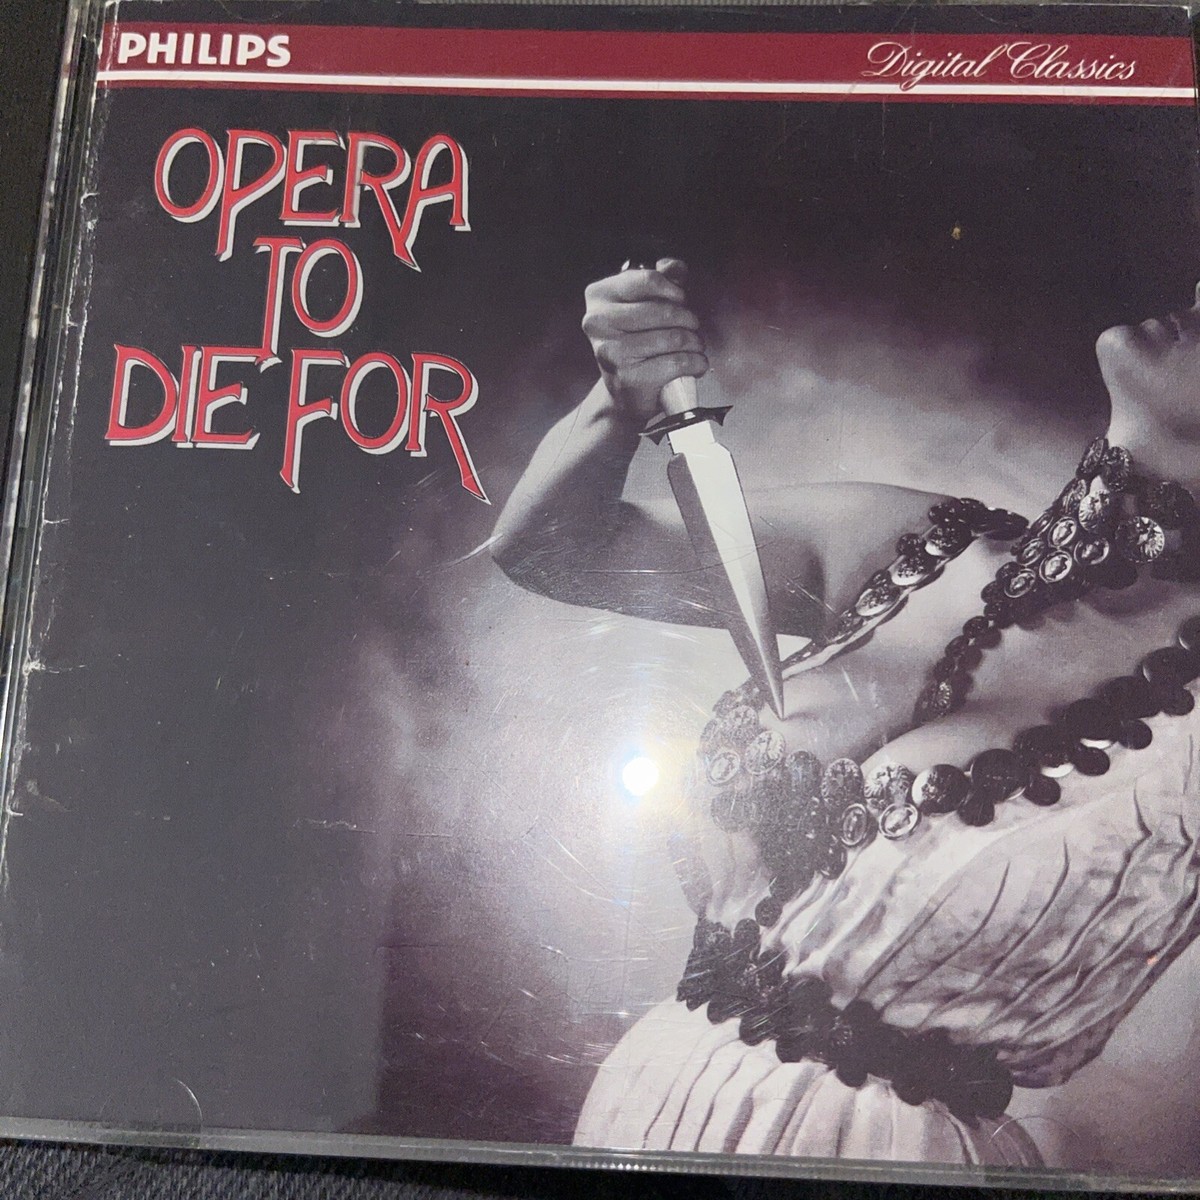 PHILIPS
Digital Classics
OPERA
TO
DIE FOR